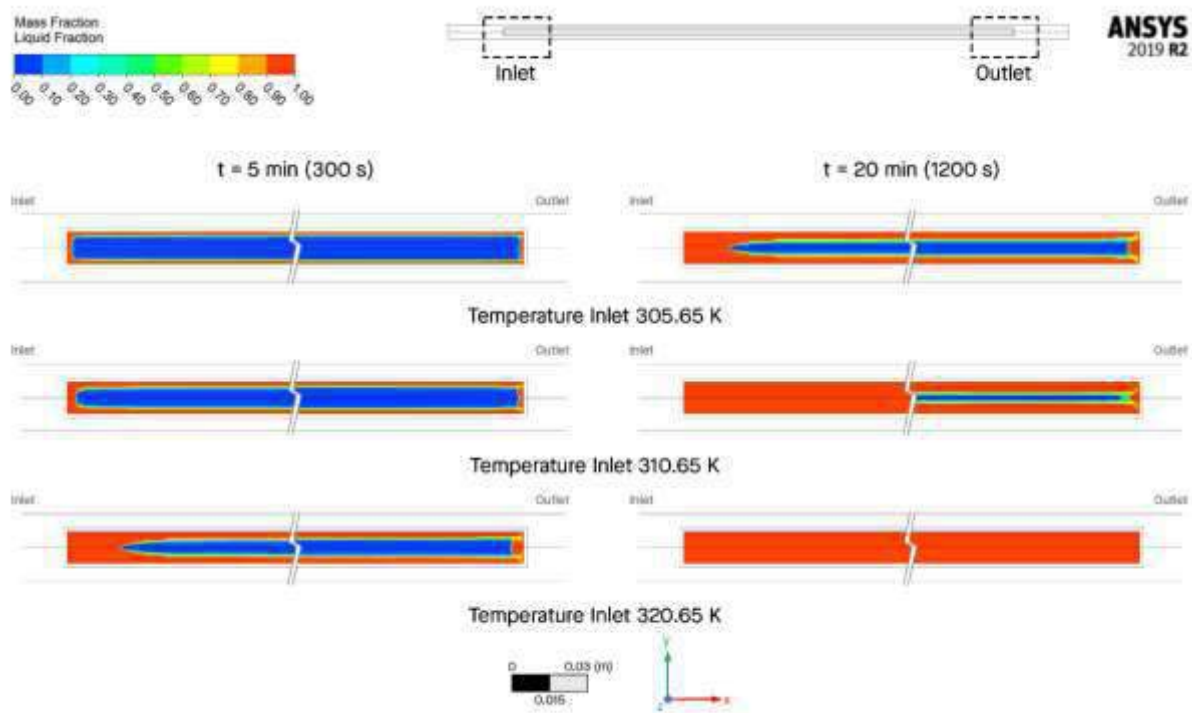 Mass Fraction
Liquid Fraction
0.00 0.10 0.20 0.30 0.40 0.50 0.60 0.70 0.80 0.90 1.00
Inlet
Outlet
ANSYS
2019 R2
t = 5 min (300 s)
t = 20 min (1200 s)
Inlet
Outlet
Inlet
Outlet
Temperature Inlet 305.65 K
Inlet
Outlet
Inlet
Outlet
Temperature Inlet 310.65 K
Inlet
Outlet
Inlet
Outlet
Temperature Inlet 320.65 K
0
0.03 (m)
0.015
Y
Z
X